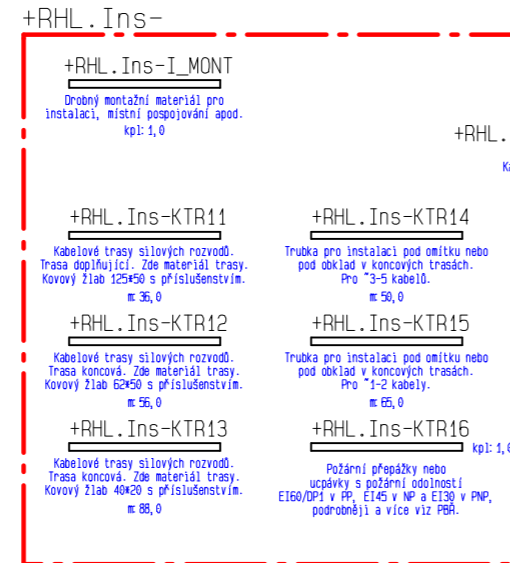 +RHL.Ins-
+RHL.Ins-I_MONT
Drobný montažní materiál pro
instalaci, místní pospojování apod.
kpl: 1,0
+RHL.
+RHL.Ins-KTR11
Kabelové trasy silových rozvodů.
Trasa doplňující. Zde materiál trasy.
Kovový žlab 125*50 s příslušenstvím.
m: 36,0
+RHL.Ins-KTR14
Trubka pro instalaci pod omítku nebo
pod obklad v koncových trasách.
Pro ~3-5 kabelů.
m: 50,0
+RHL.Ins-KTR12
Kabelové trasy silových rozvodů.
Trasa koncová. Zde materiál trasy.
Kovový žlab 62*50 s příslušenstvím.
m: 56,0
+RHL.Ins-KTR15
Trubka pro instalaci pod omítku nebo
pod obklad v koncových trasách.
Pro ~1-2 kabely.
m: 65,0
+RHL.Ins-KTR13
Kabelové trasy silových rozvodů.
Trasa koncová. Zde materiál trasy.
Kovový žlab 40*20 s příslušenstvím.
m: 88,0
+RHL.Ins-KTR16
kpl: 1,0
Požární přepážky nebo
ucpávky s požární odolností
EI60/DP1 v PP, EI45 v NP a EI30 v PNP,
podrobněji a více viz PBŘ.